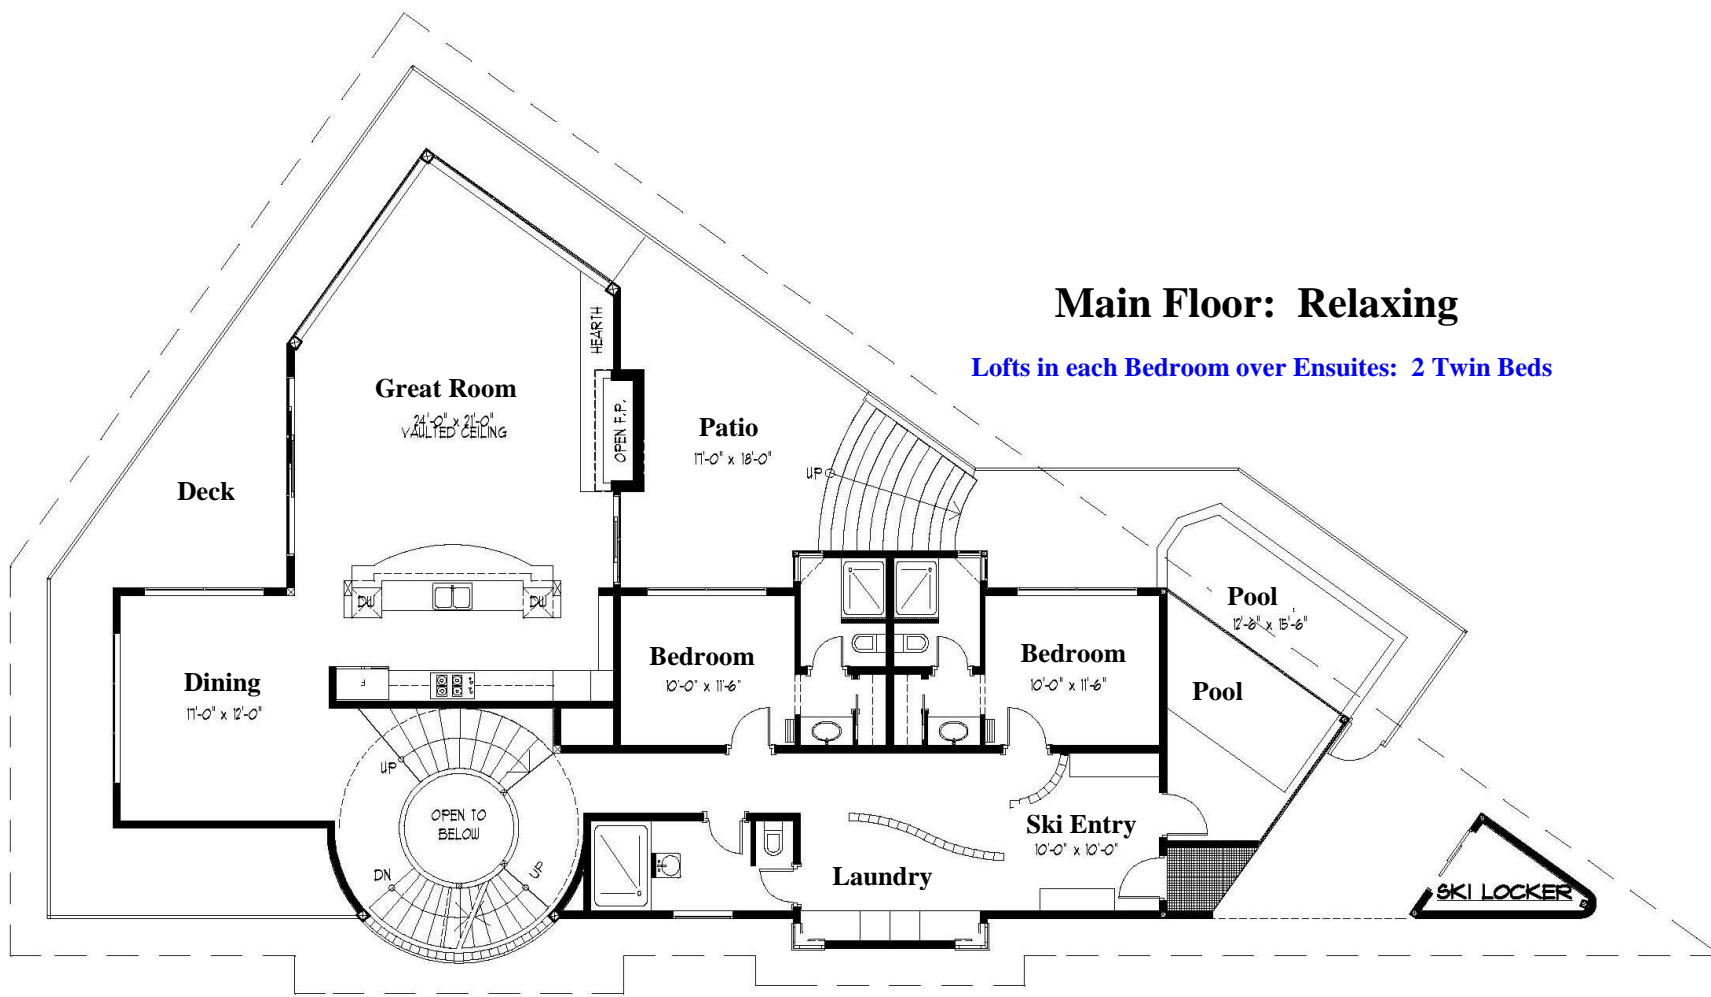 Main Floor: Relaxing
Lofts in each Bedroom over Ensuites: 2 Twin Beds
HEARTH
Great Room
24'-0" x 21'-0"
VAULTED CEILING
OPEN F.P.
Patio
17'-0" x 18'-0"
UP
Deck
DW
DW
Pool
12'-6" x 15'-6"
Bedroom
10'-0" x 11'-6"
Bedroom
10'-0" x 11'-6"
Dining
17'-0" x 12'-0"
F
Pool
UP
OPEN TO
BELOW
Ski Entry
10'-0" x 10'-0"
DN
UP
Laundry
SKI LOCKER